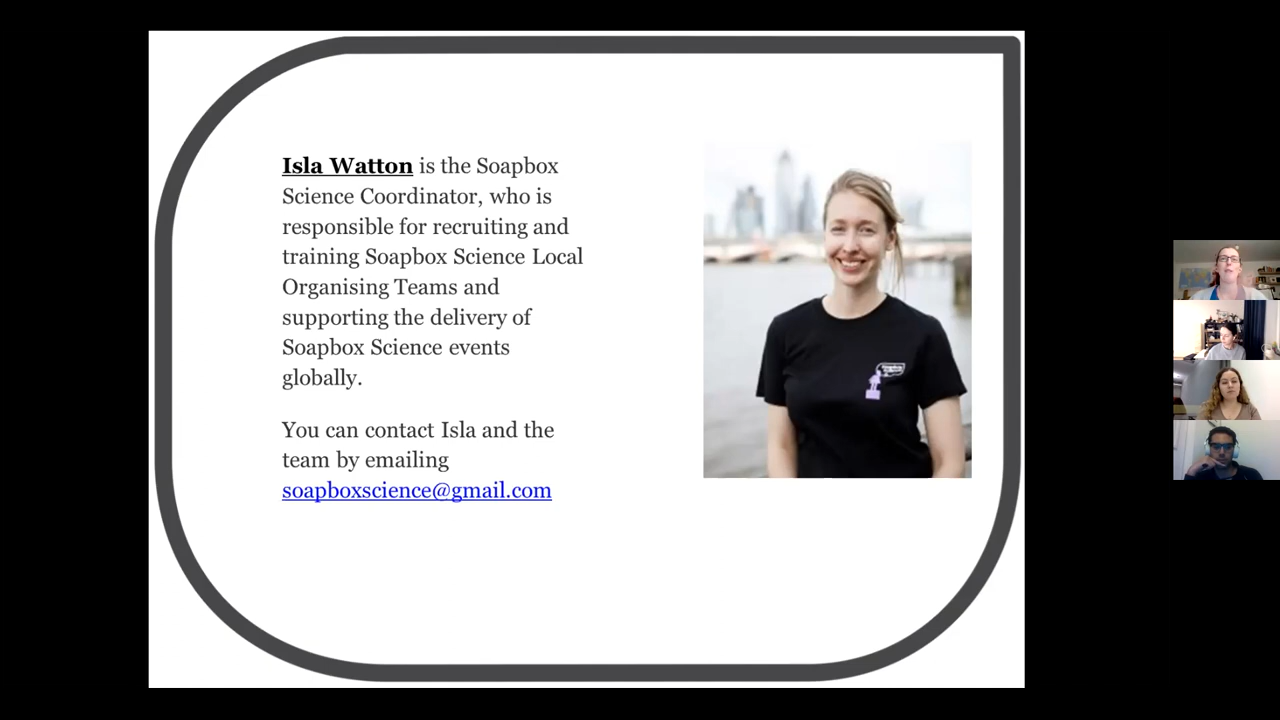 Isla Watton is the Soapbox
Science Coordinator, who is
responsible for recruiting and
training Soapbox Science Local
Organising Teams and
supporting the delivery of
Soapbox Science events
globally.
You can contact Isla and the
team by emailing
soapboxscience@gmail.com